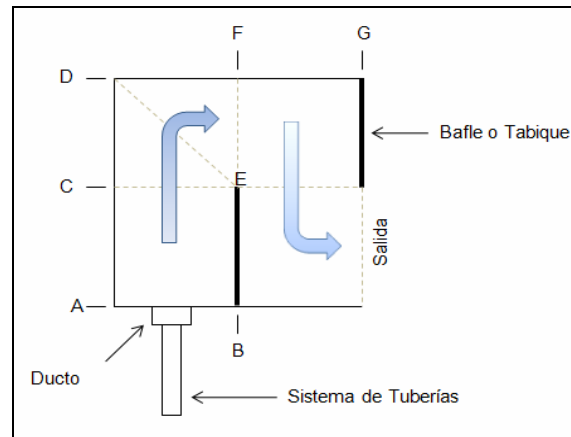 F
G
D
Bafle o Tabique
C
E
Salida
A
B
Ducto
Sistema de Tuberías